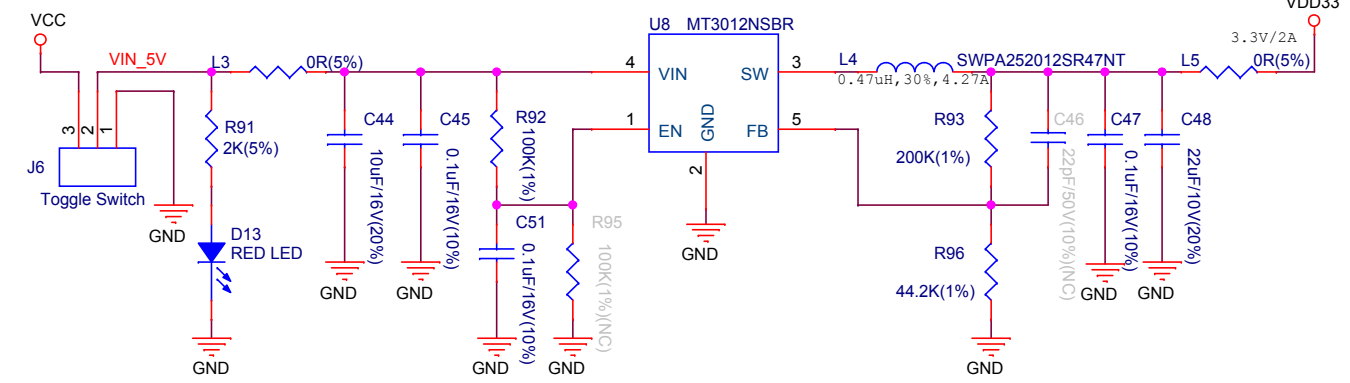 VCC
VDD33
U8 MT3012NSBR
3.3V/2A
VIN_5V
L3
0R(5%)
4
VIN
SW
3
L4
SWPA252012SR47NT
0.47uH,30%,4.27A
L5
0R(5%)
3
2
1
J6
Toggle Switch
GND
R91
2K(5%)
D13
RED LED
GND
C44
10uF/16V(20%)
GND
C45
0.1uF/16V(10%)
GND
R92
100K(1%)
1
EN
GND
FB
5
2
GND
C51
0.1uF/16V(10%)
GND
R95
100K(1%)(NC)
GND
R93
200K(1%)
R96
44.2K(1%)
GND
C46
22pF/50V(10%)(NC)
C47
0.1uF/16V(10%)
GND
C48
22uF/10V(20%)
GND